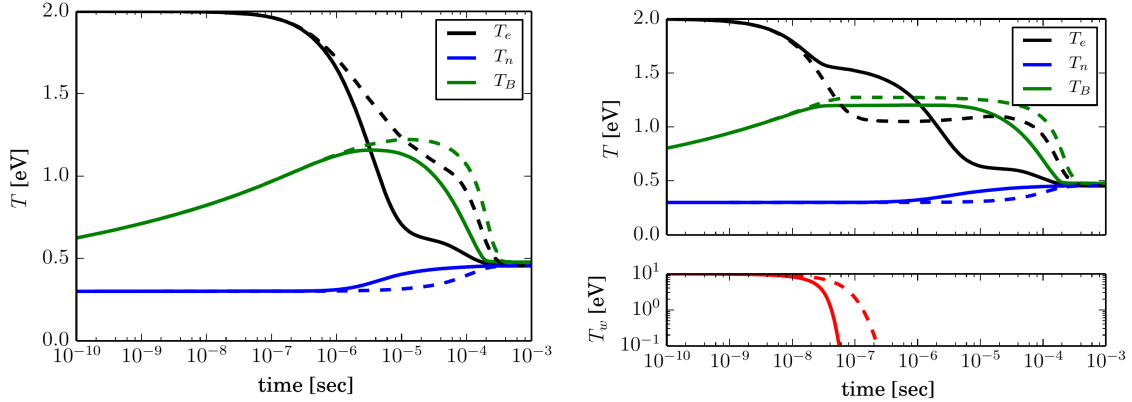 2.0
1.5
1.0
0.5
0.0
T [eV]
T_e
T_n
T_B
10^{-10} 10^{-9} 10^{-8} 10^{-7} 10^{-6} 10^{-5} 10^{-4} 10^{-3}
time [sec]
2.0
1.5
1.0
0.5
0.0
T [eV]
T_e
T_n
T_B
10^1
10^0
10^{-1}
T_w [eV]
10^{-10} 10^{-9} 10^{-8} 10^{-7} 10^{-6} 10^{-5} 10^{-4} 10^{-3}
time [sec]